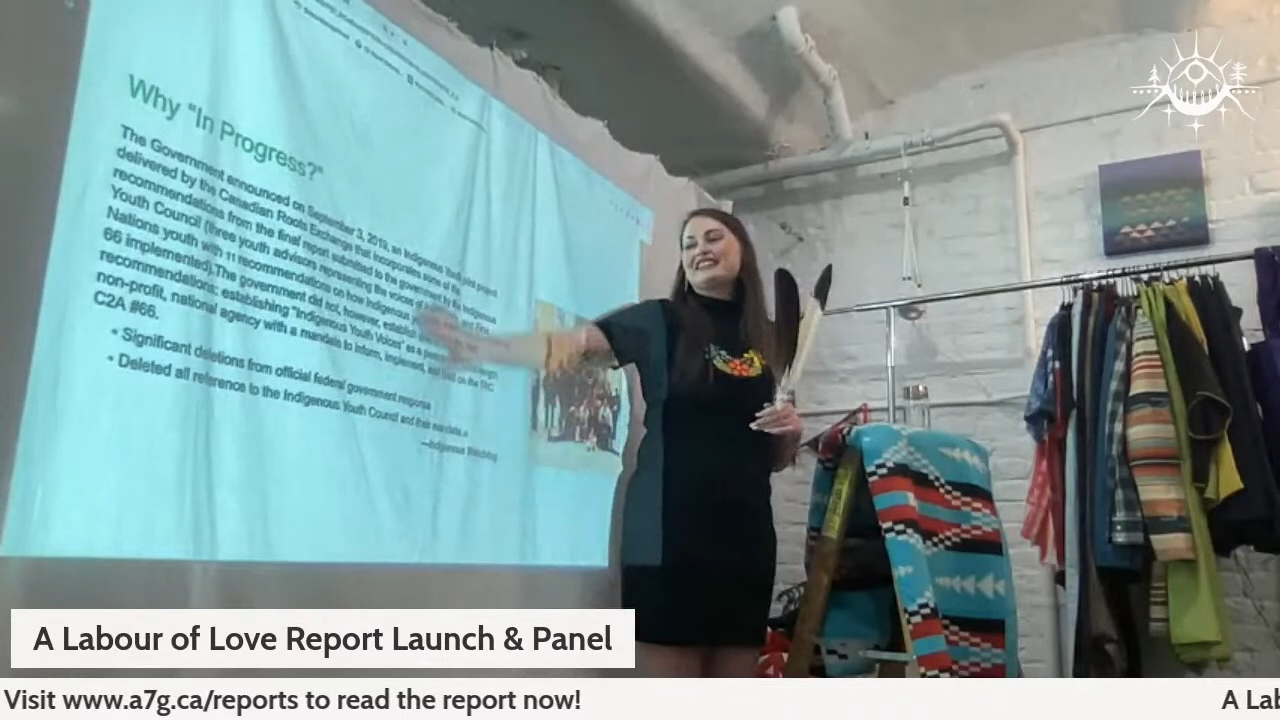 Why "In Progress?"
The Government announced on September 3, 2019, an Indigenous Youth pilot project
delivered by the Canadian Roots Exchange that incorporates some of the
recommendations from the final report submitted to the government by the Indigenous
Youth Council (three youth advisors representing the voices of
Nations youth with 11 recommendations on how Indigenous
66 implemented).The government did not, however, establish
recommendations: establishing "Indigenous Youth Voices" as a
non-profit, national agency with a mandate to inform, implement, and on the TRC
C2A #66.
• Significant deletions from official federal government response
• Deleted all reference to the Indigenous Youth Council and their mandate.
—Indigenous Watchdog
A Labour of Love Report Launch & Panel
Visit www.a7g.ca/reports to read the report now!
A Lab